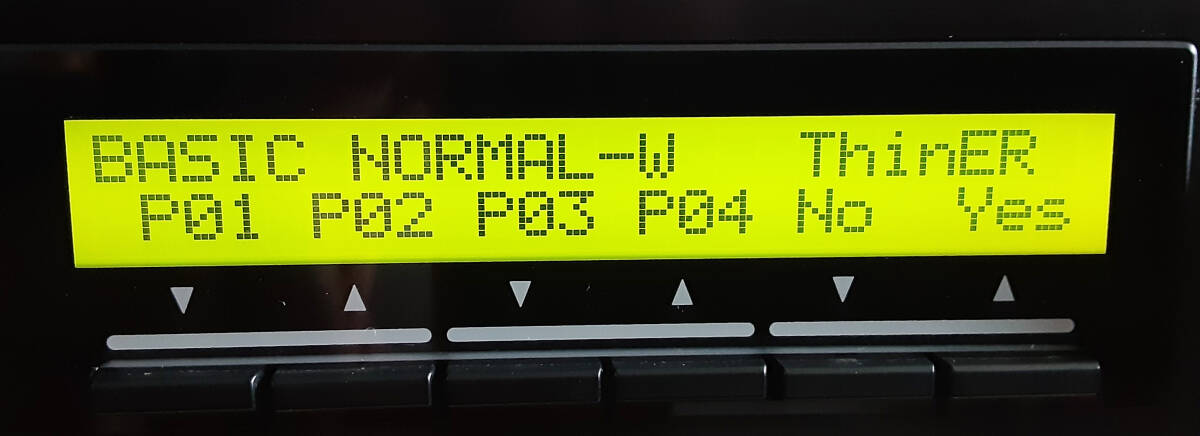 BASIC NORMAL-W ThinER
P01 P02 P03 P04 No Yes